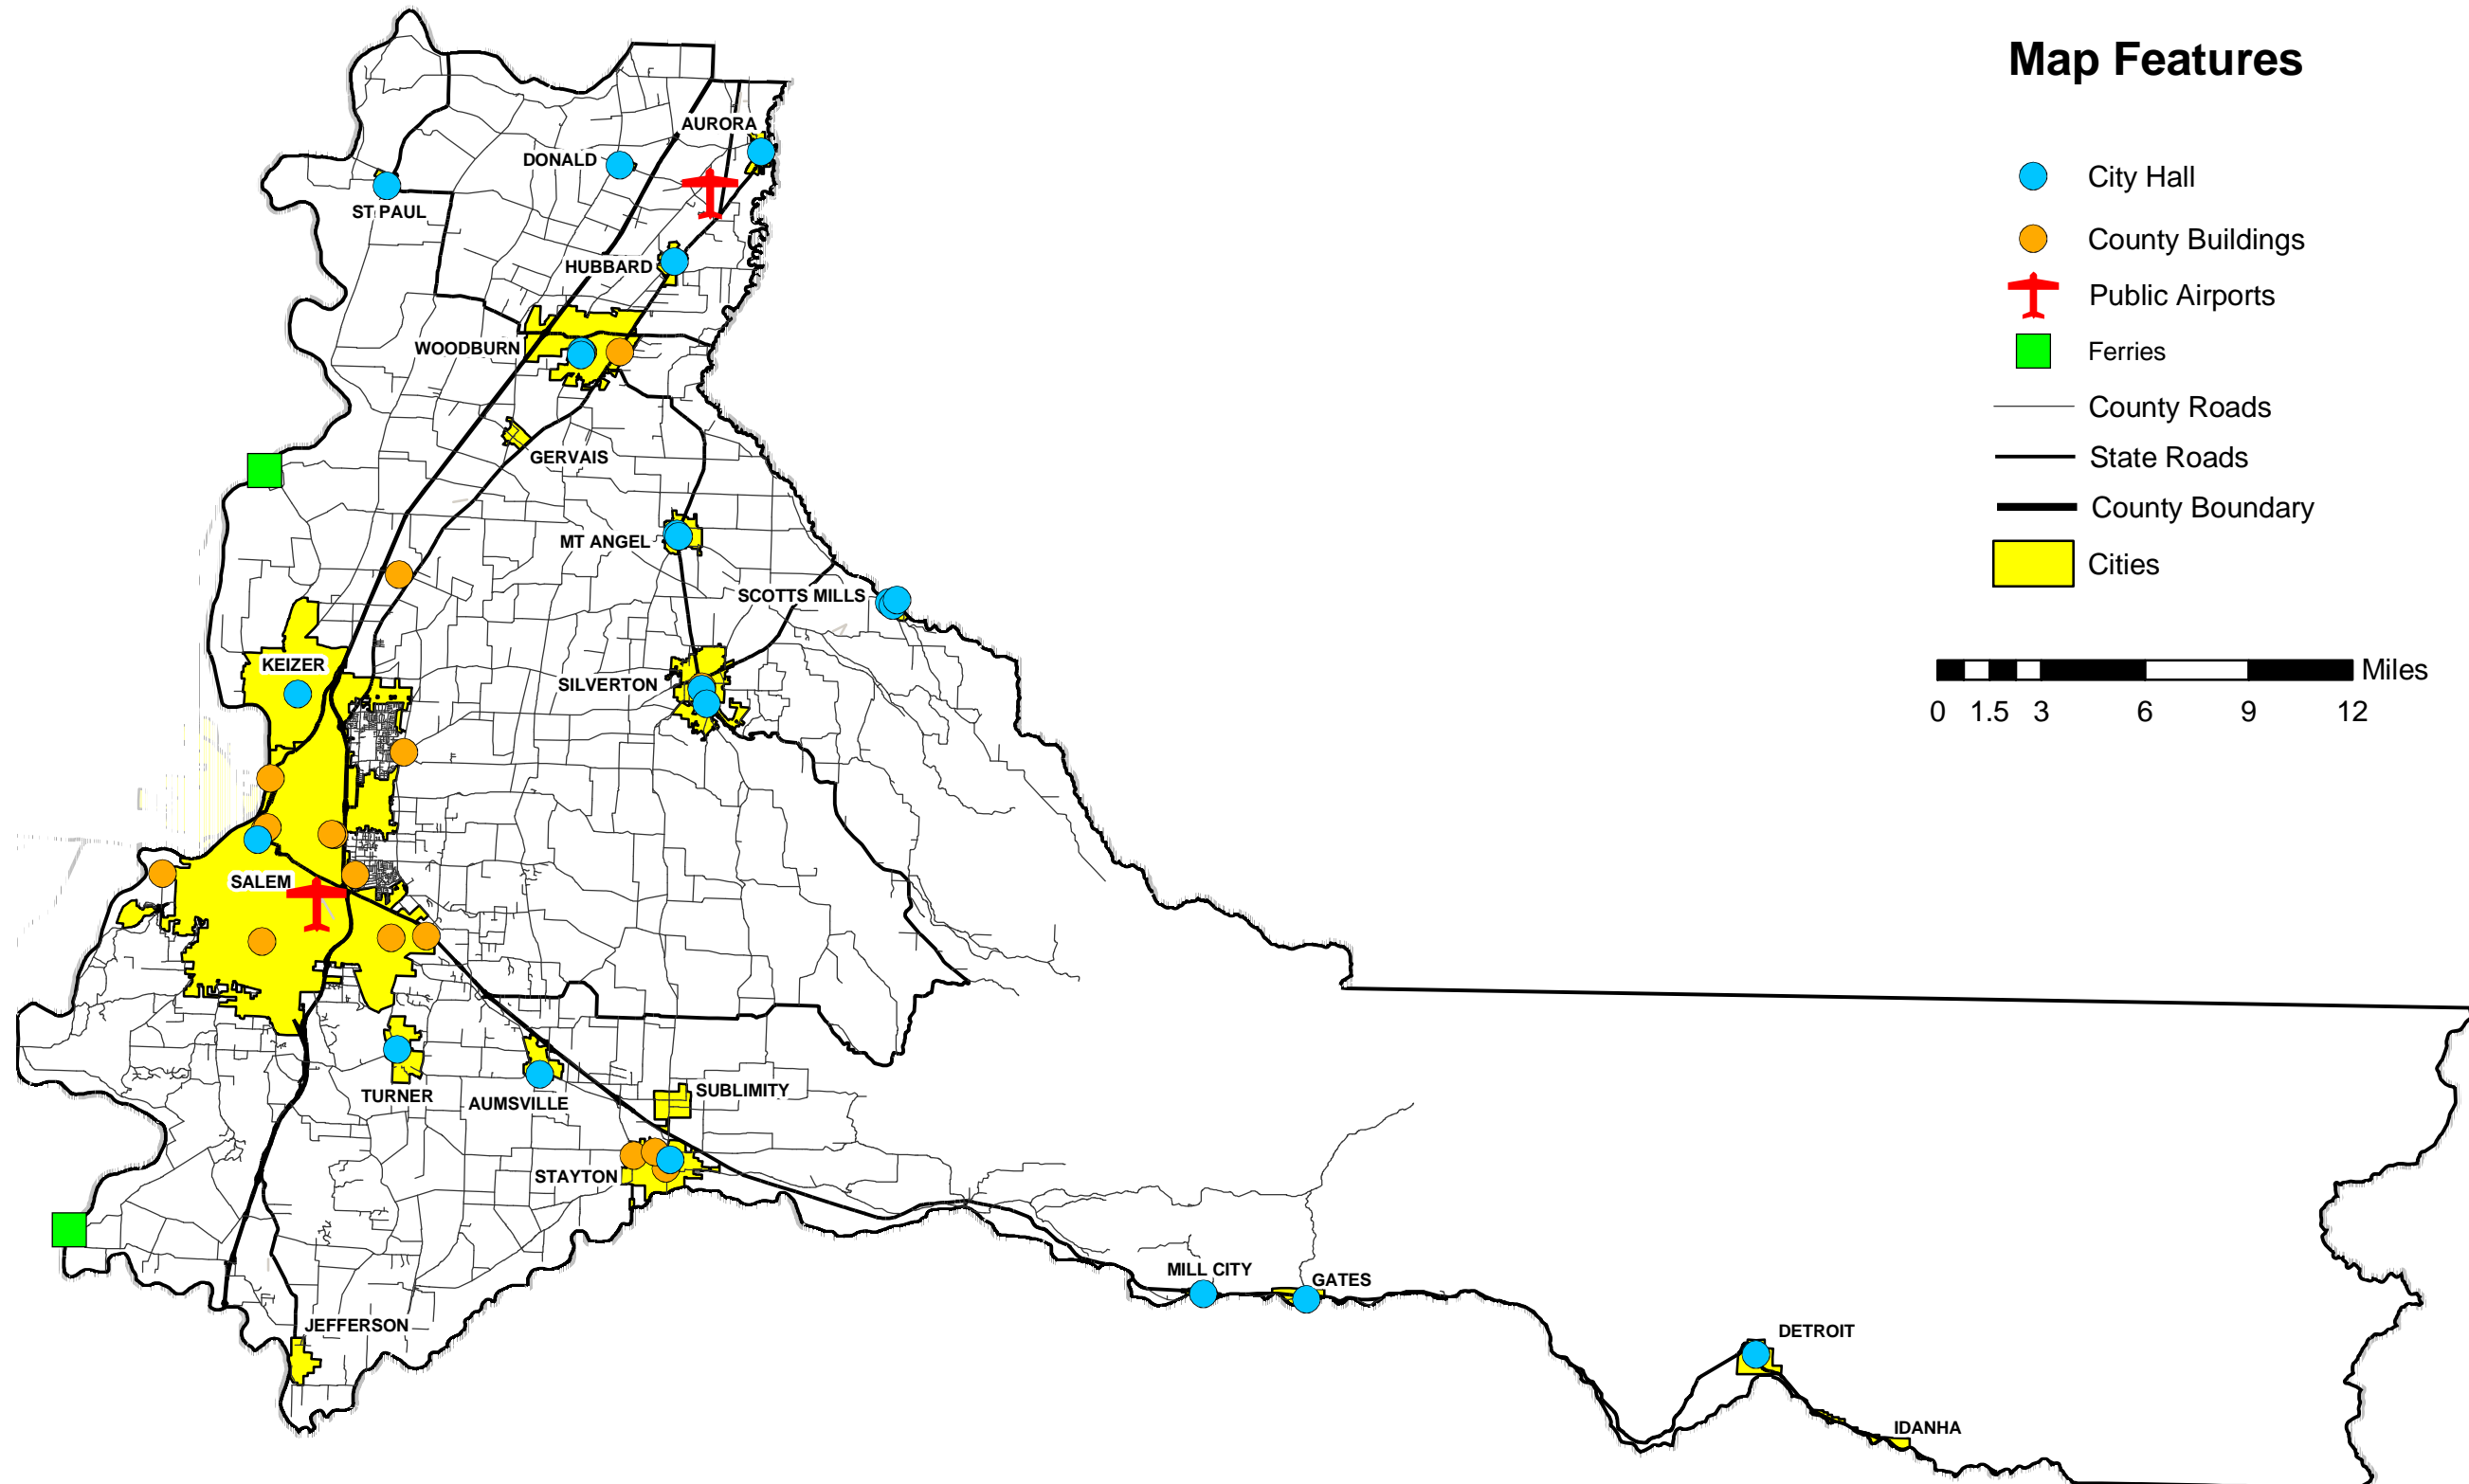 Map Features
City Hall
County Buildings
Public Airports
Ferries
County Roads
State Roads
County Boundary
Cities
Miles
0 1.5 3 6 9 12
AURORA
DONALD
ST PAUL
HUBBARD
WOODBURN
GERVAIS
MT ANGEL
SCOTTS MILLS
KEIZER
SILVERTON
SALEM
TURNER
AUMSVILLE
SUBLIMITY
STAYTON
MILL CITY
GATES
JEFFERSON
DETROIT
IDANHA